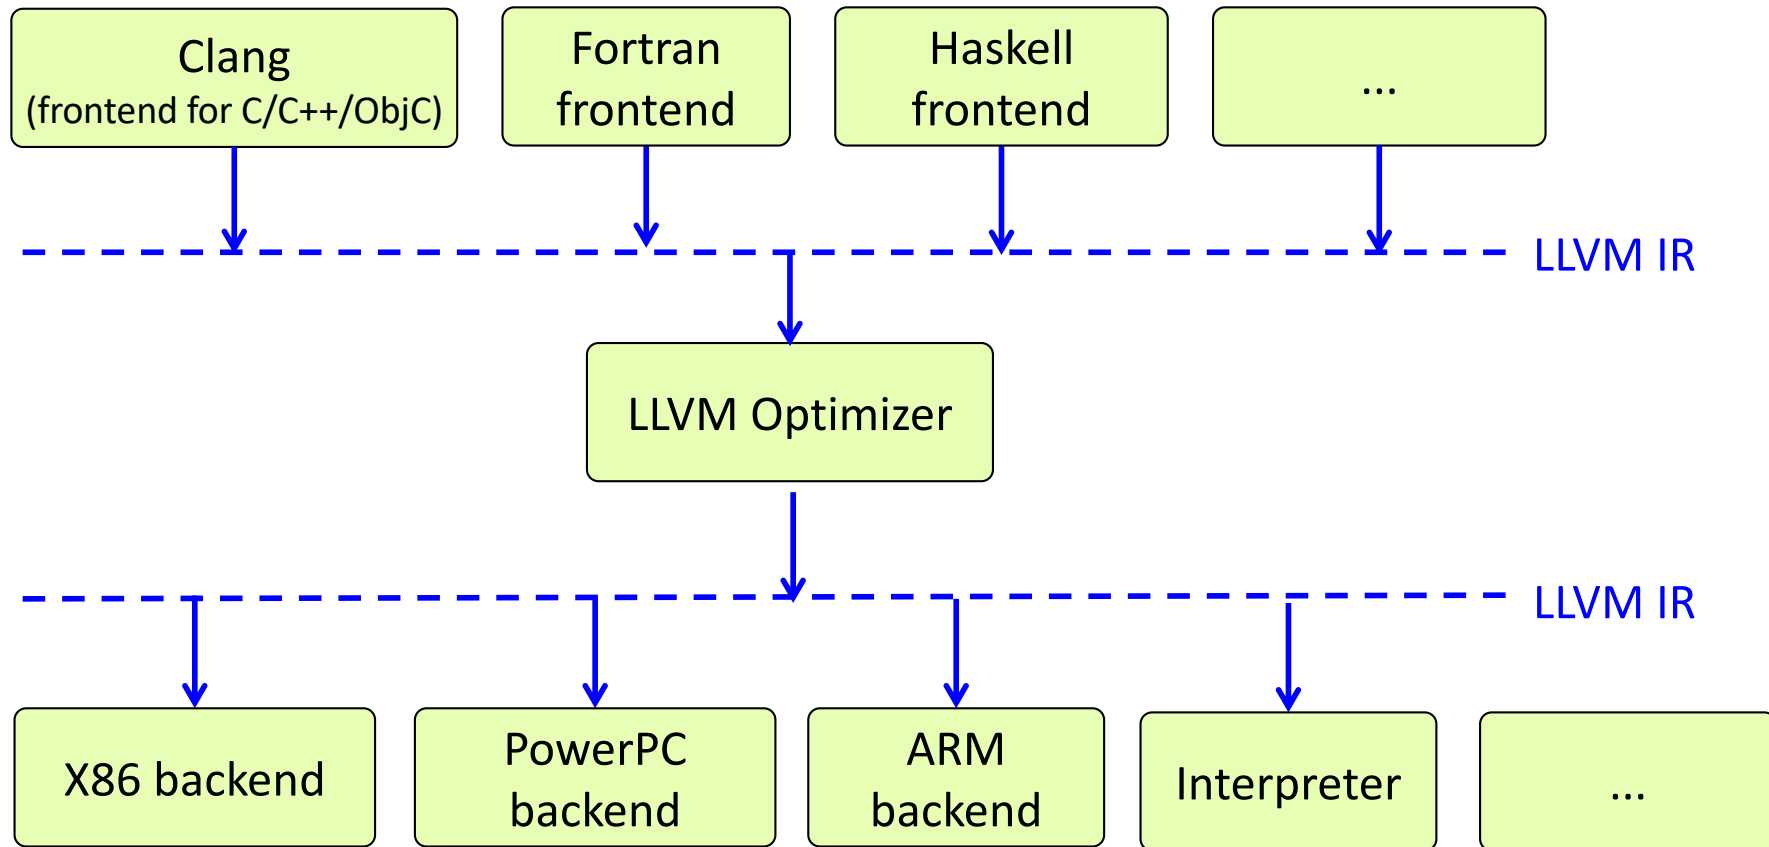 Clang
(frontend for C/C++/ObjC)
Fortran
frontend
Haskell
frontend
...
LLVM IR
LLVM Optimizer
LLVM IR
X86 backend
PowerPC
backend
ARM
backend
Interpreter
...